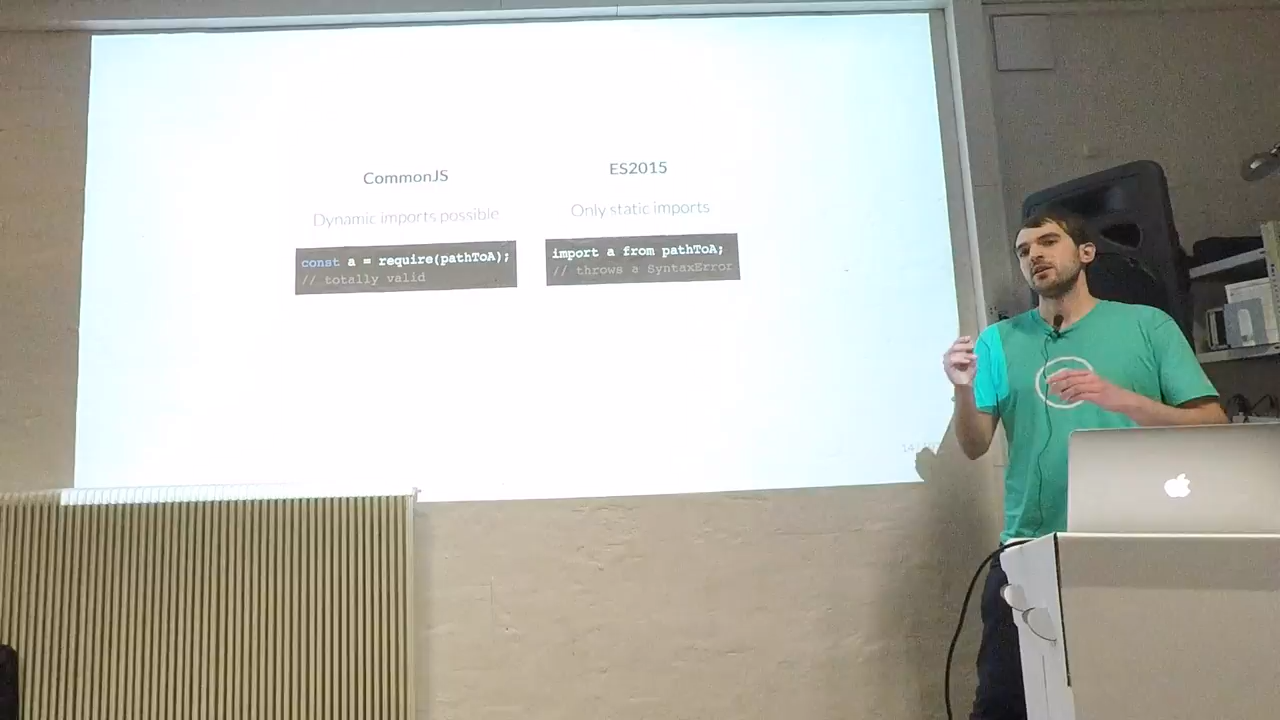 CommonJS
Dynamic imports possible
const a = require(pathToA);
// totally valid
ES2015
Only static imports
import a from pathToA;
// throws a SyntaxError